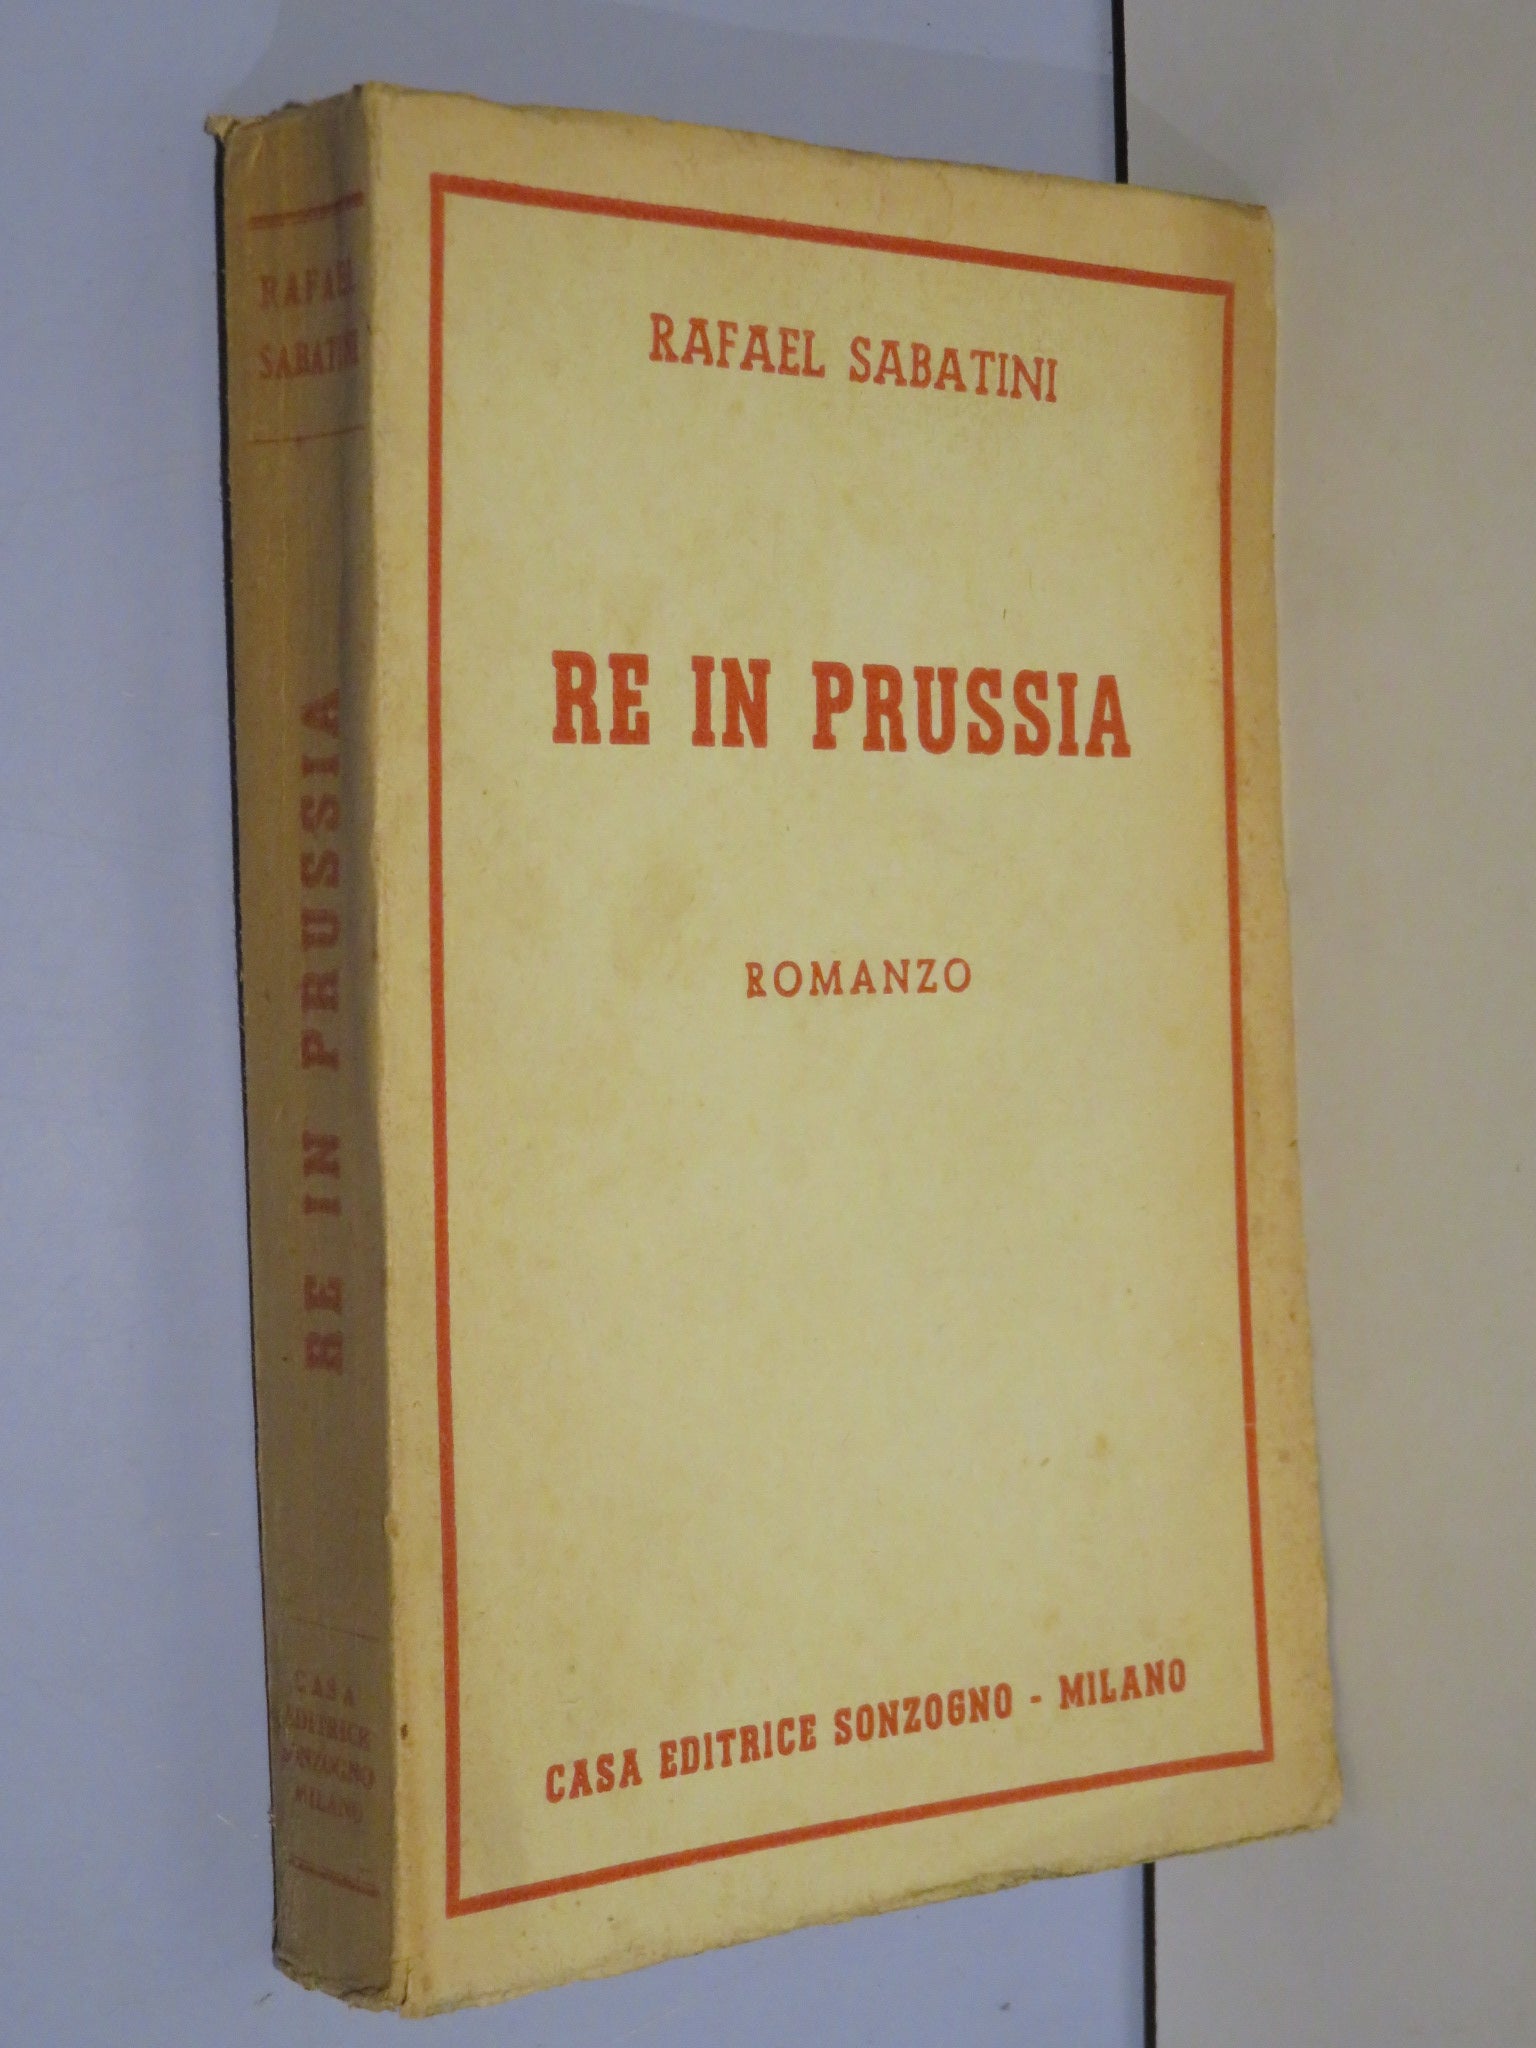 RAFAEL SABATINI
RE IN PRUSSIA
ROMANZO
CASA EDITRICE SONZOGNO - MILANO
RAFAEL
SABATINI
RE IN PRUSSIA
CASA
EDITRICE
SONZOGNO
MILANO